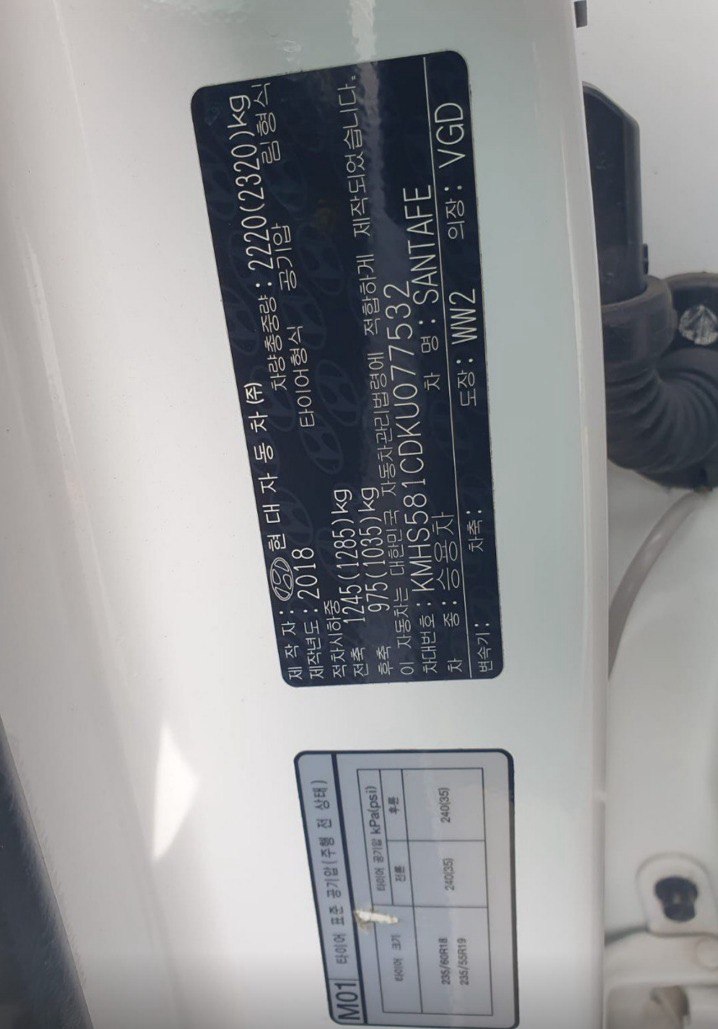 제 작 자 : 현 대 자 동 차 (주)
제작년도 : 2018 차량총중량 : 2220(2320)kg
적차시하중 타이어형식 공기압 림형식
전축 1245(1285)kg
후축 975(1035)kg
이 자동차는 대한민국 자동차관리법령에 적합하게 제작되었습니다.
차대번호 : KMHS581CDKU077532
차 종 : 승용차 차 명 : SANTAFE
변속기 : 차축 : 도장 : WW2 의장 : VGD
M01 타이어 표준 공기압 (주행 전 상태)
타이어 크기 타이어 공기압 kPa(psi)
전륜 후륜
235/60R18 240(35) 240(35)
235/55R19